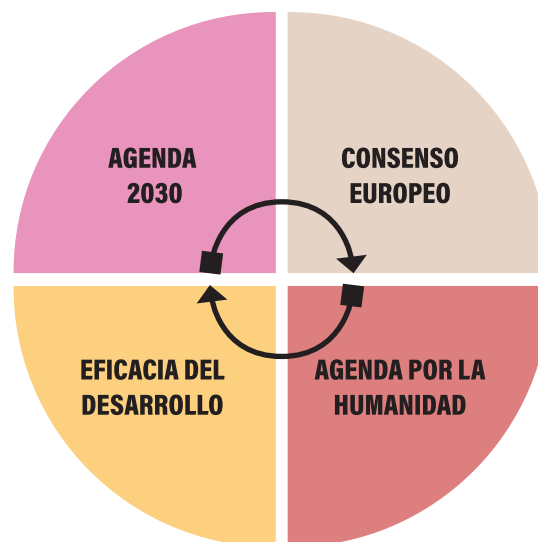 AGENDA
2030
CONSENSO
EUROPEO
EFICACIA DEL
DESARROLLO
AGENDA POR LA
HUMANIDAD